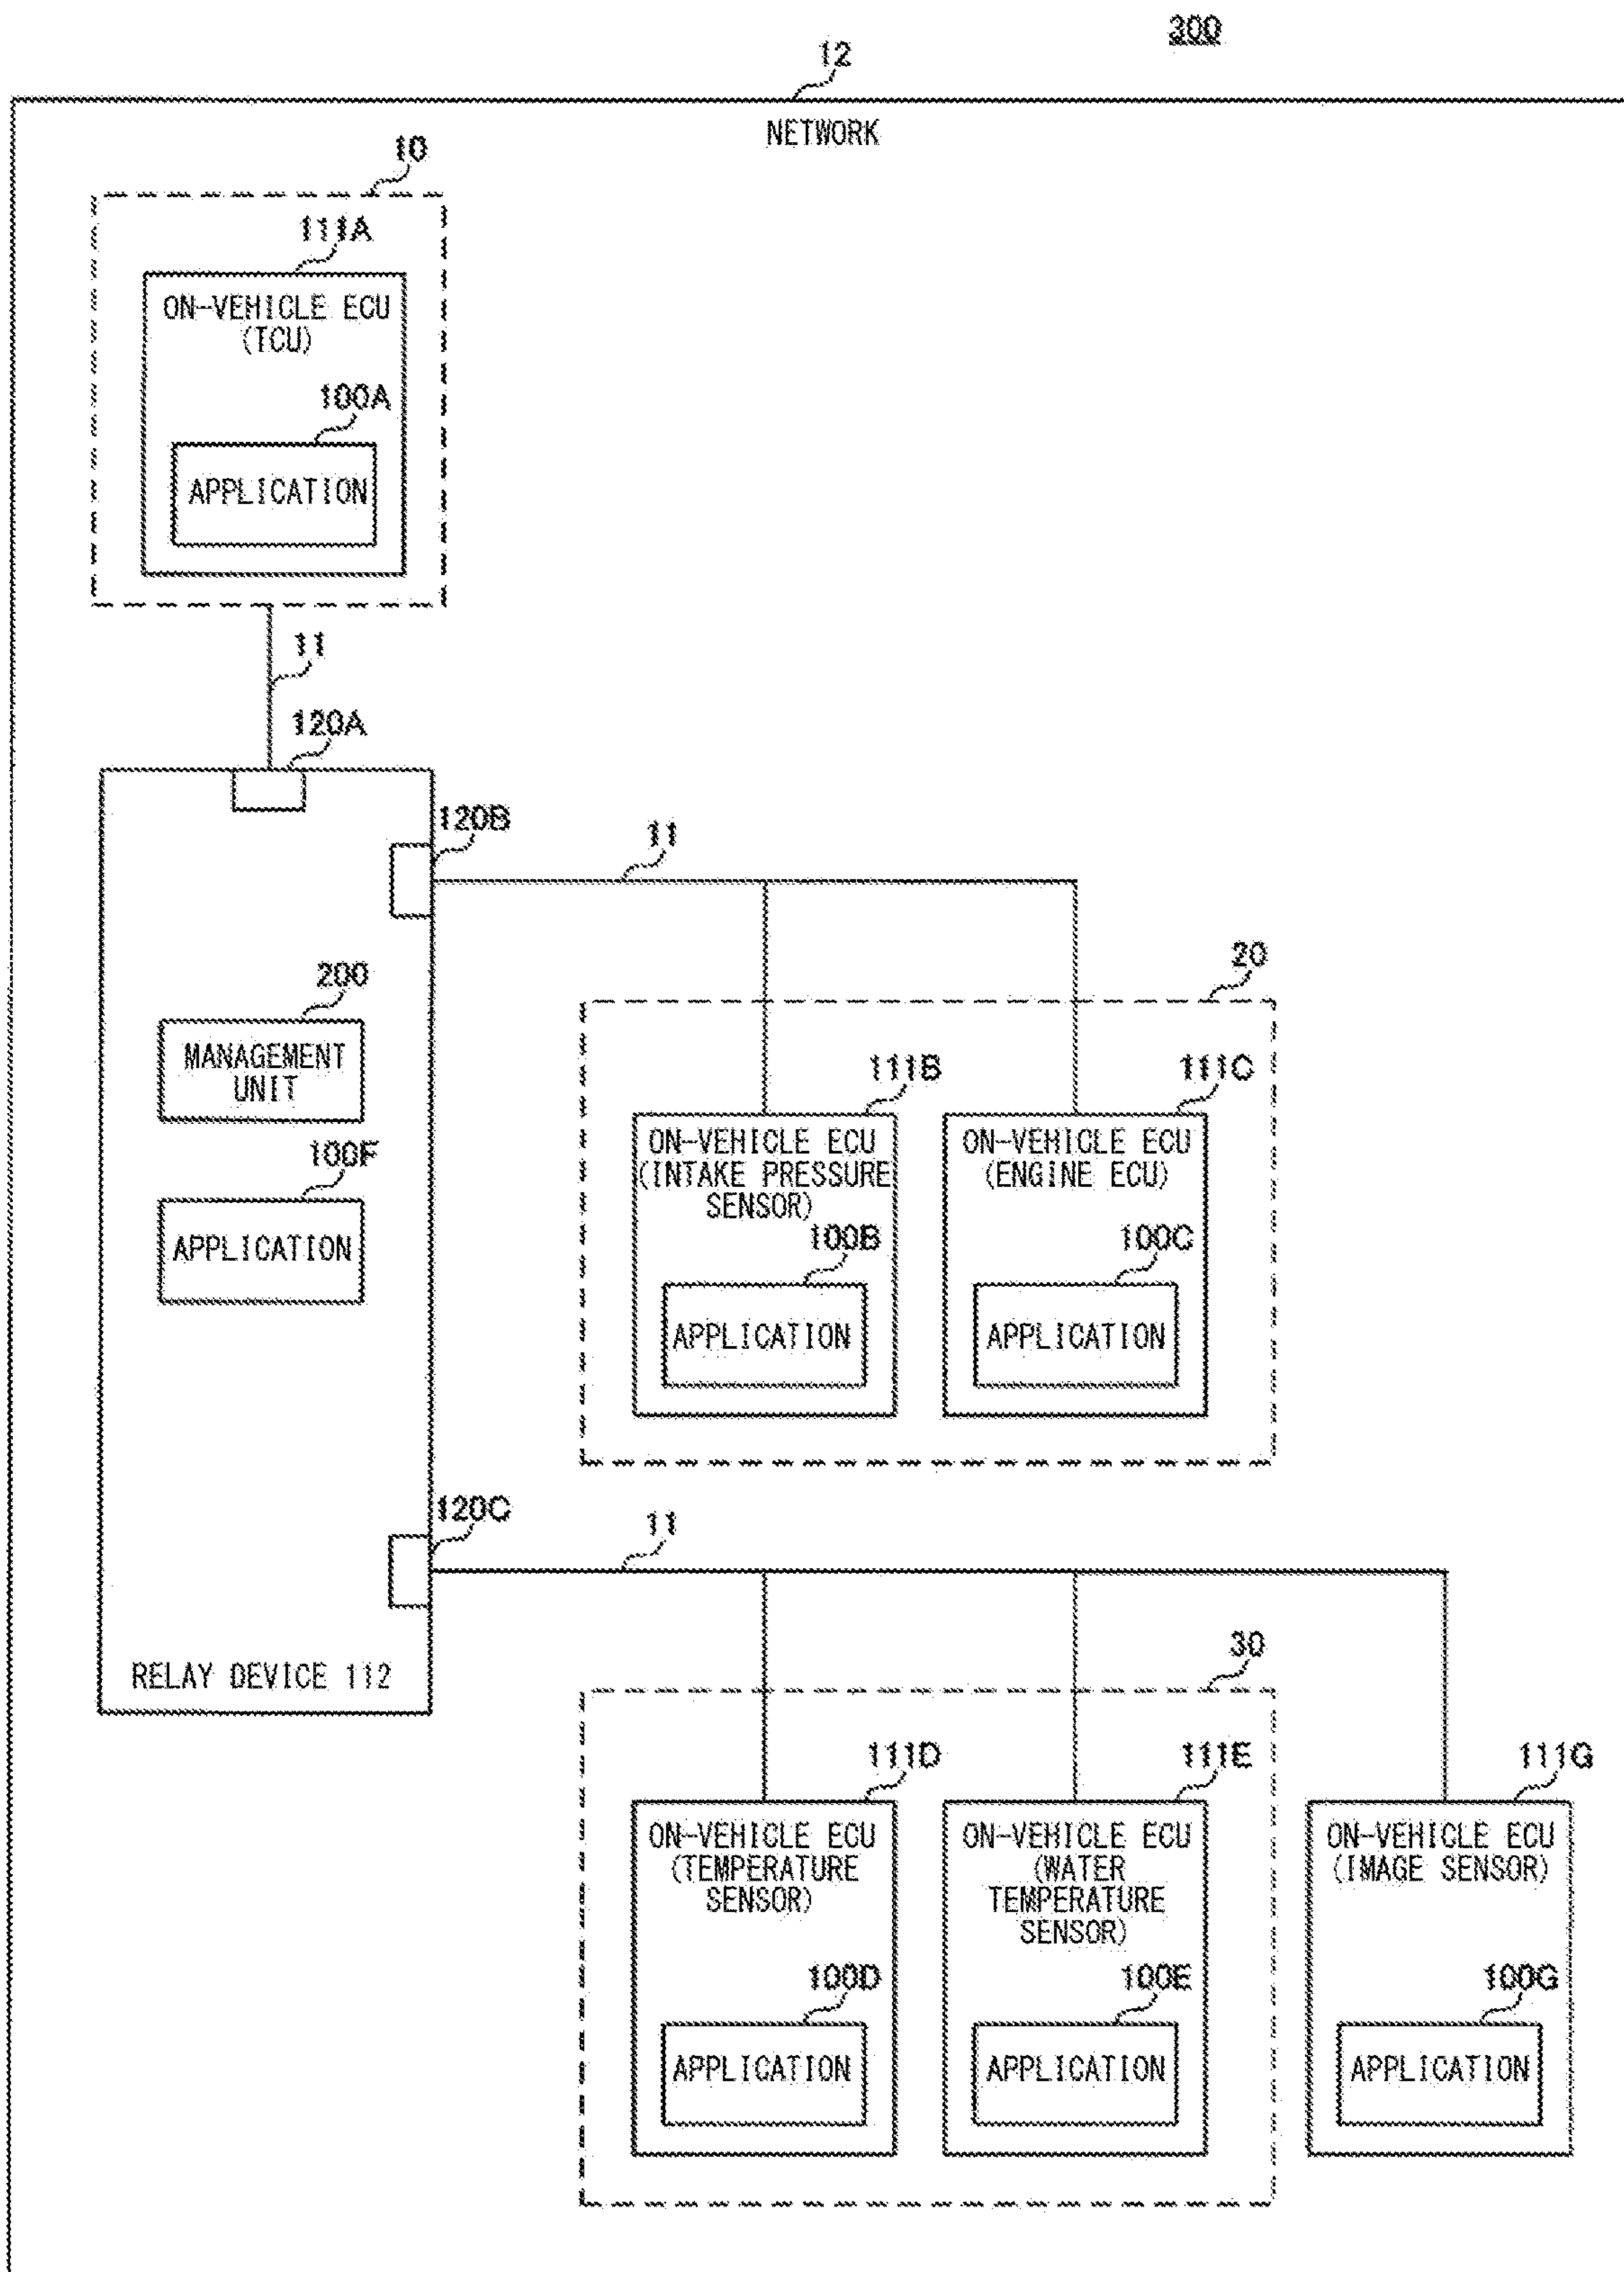 300
12
NETWORK
10
111A
ON-VEHICLE ECU
(TCU)
100A
APPLICATION
11
120A
120B
11
200
MANAGEMENT
UNIT
100F
APPLICATION
20
111B
111C
ON-VEHICLE ECU
(INTAKE PRESSURE
SENSOR)
ON-VEHICLE ECU
(ENGINE ECU)
100B
100C
APPLICATION
APPLICATION
120C
11
RELAY DEVICE 112
30
111D
111E
111G
ON-VEHICLE ECU
(TEMPERATURE
SENSOR)
ON-VEHICLE ECU
(WATER
TEMPERATURE
SENSOR)
ON-VEHICLE ECU
(IMAGE SENSOR)
100D
100E
100G
APPLICATION
APPLICATION
APPLICATION